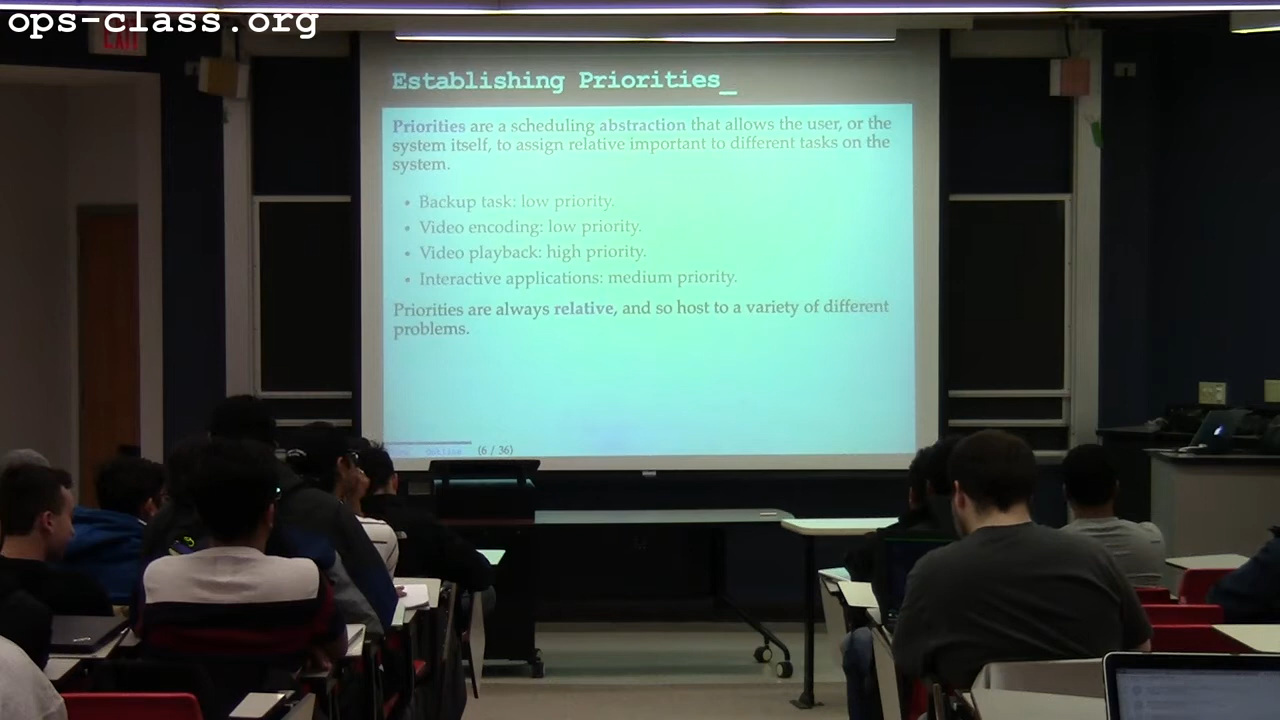 ops-class.org
EXIT
Establishing Priorities_
Priorities are a scheduling abstraction that allows the user, or the
system itself, to assign relative important to different tasks on the
system.
• Backup task: low priority.
• Video encoding: low priority.
• Video playback: high priority.
• Interactive applications: medium priority.
Priorities are always relative, and so host to a variety of different
problems.
(6 / 36)